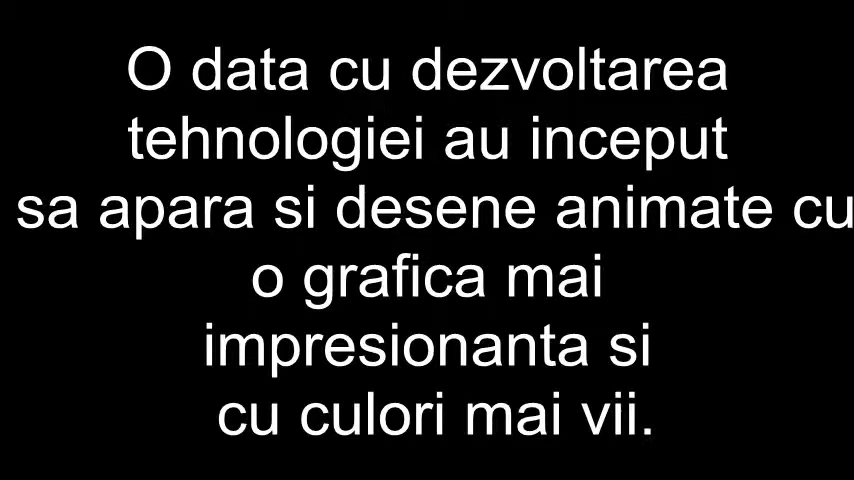 O data cu dezvoltarea
tehnologiei au inceput
sa apara si desene animate cu
o grafica mai
impresionanta si
cu culori mai vii.